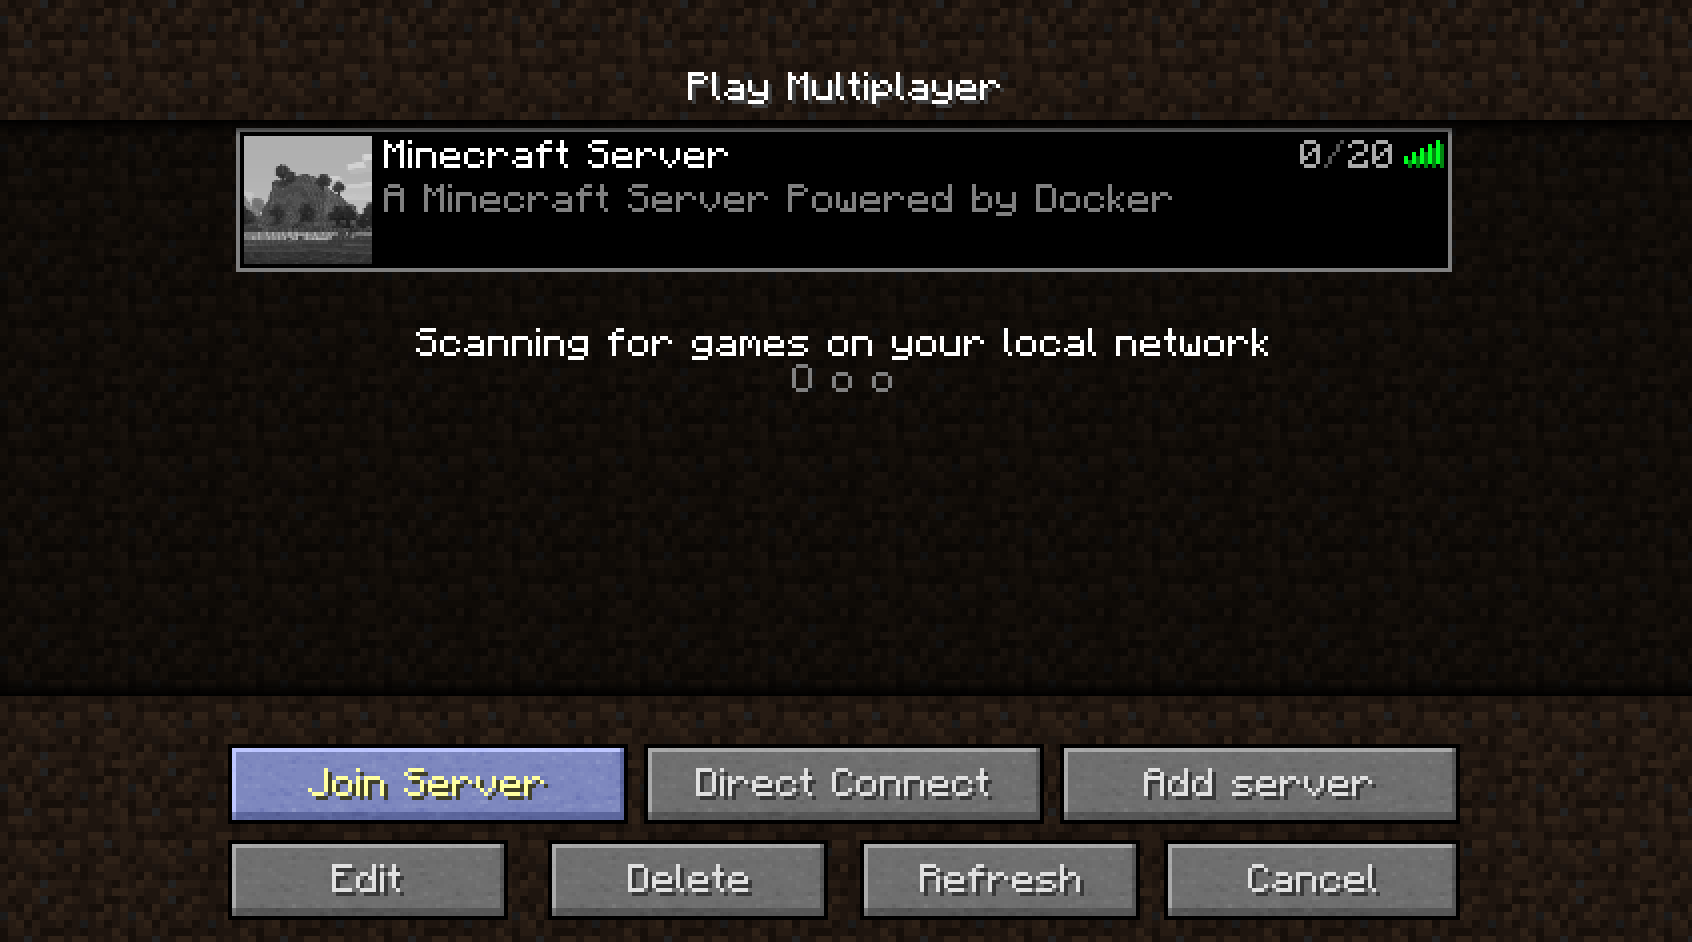 Play Multiplayer
Minecraft Server 0/20
A Minecraft Server Powered by Docker
Scanning for games on your local network
O o o
Join Server Direct Connect Add server
Edit Delete Refresh Cancel